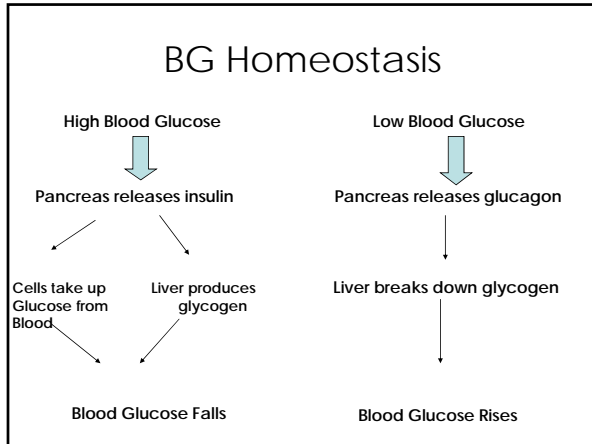 BG Homeostasis
High Blood Glucose
Pancreas releases insulin
Cells take up
Glucose from
Blood
Liver produces
glycogen
Blood Glucose Falls
Low Blood Glucose
Pancreas releases glucagon
Liver breaks down glycogen
Blood Glucose Rises